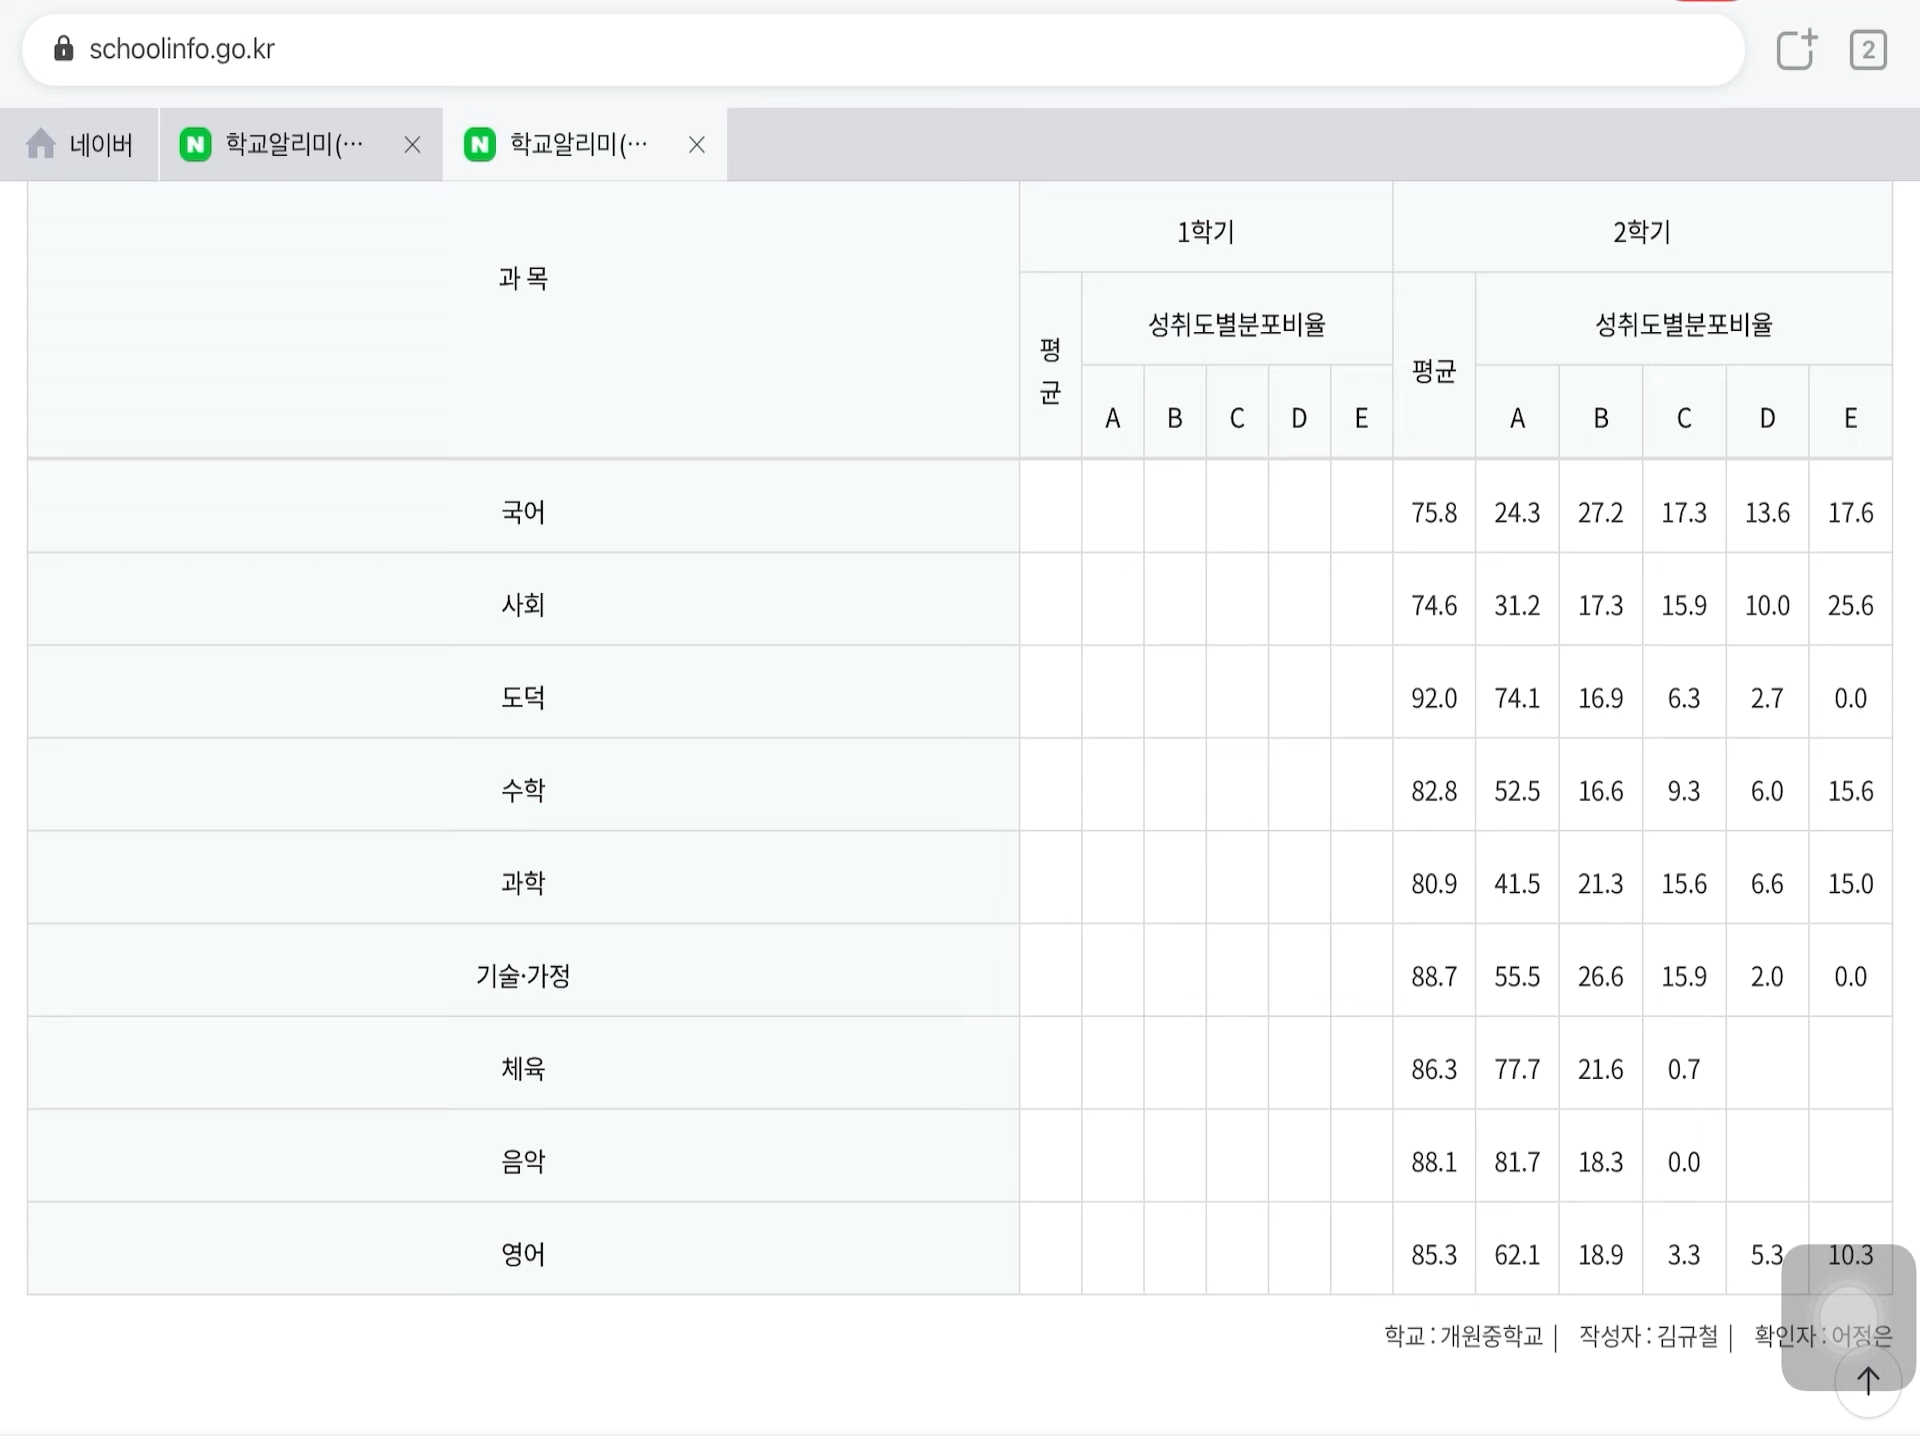 schoolinfo.go.kr
2
네이버
학교알리미(…
학교알리미(…
과 목
1학기
2학기
평균
성취도별분포비율
평균
성취도별분포비율
A B C D E
A B C D E
국어 75.8 24.3 27.2 17.3 13.6 17.6
사회 74.6 31.2 17.3 15.9 10.0 25.6
도덕 92.0 74.1 16.9 6.3 2.7 0.0
수학 82.8 52.5 16.6 9.3 6.0 15.6
과학 80.9 41.5 21.3 15.6 6.6 15.0
기술·가정 88.7 55.5 26.6 15.9 2.0 0.0
체육 86.3 77.7 21.6 0.7
음악 88.1 81.7 18.3 0.0
영어 85.3 62.1 18.9 3.3 5.3 10.3
학교 : 개원중학교 | 작성자 : 김규철 | 확인자 : 어정은